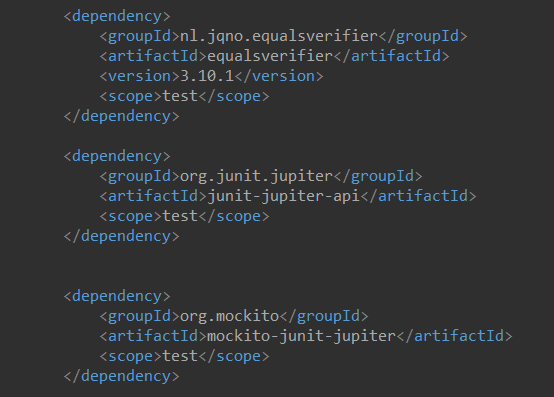 <dependency>
<groupId>nl.jqno.equalsverifier</groupId>
<artifactId>equalsverifier</artifactId>
<version>3.10.1</version>
<scope>test</scope>
</dependency>
<dependency>
<groupId>org.junit.jupiter</groupId>
<artifactId>junit-jupiter-api</artifactId>
<scope>test</scope>
</dependency>
<dependency>
<groupId>org.mockito</groupId>
<artifactId>mockito-junit-jupiter</artifactId>
<scope>test</scope>
</dependency>